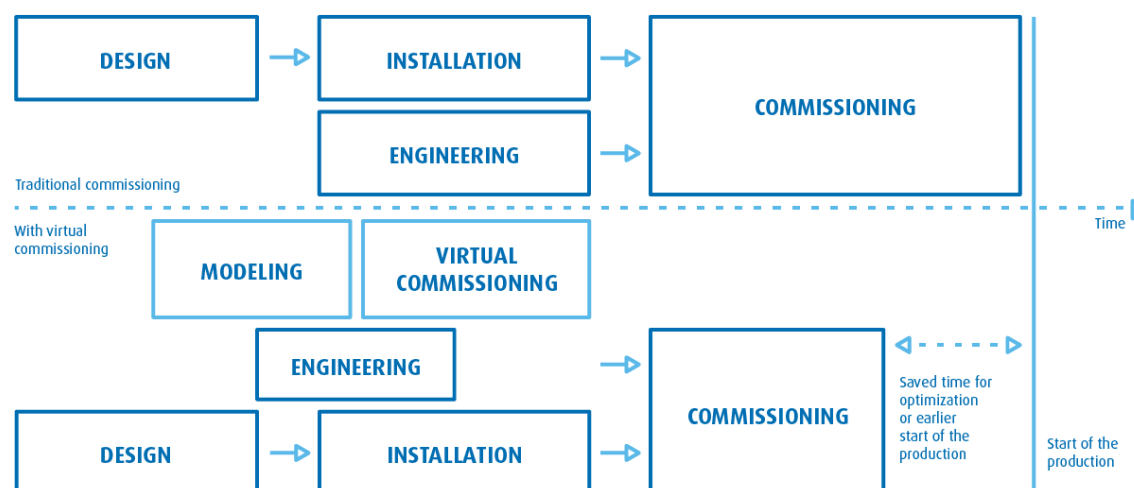 DESIGN
INSTALLATION
COMMISSIONING
ENGINEERING
Traditional commissioning
With virtual
commissioning
Time
MODELING
VIRTUAL
COMMISSIONING
ENGINEERING
COMMISSIONING
Saved time for
optimization
or earlier
start of the
production
DESIGN
INSTALLATION
Start of the
production